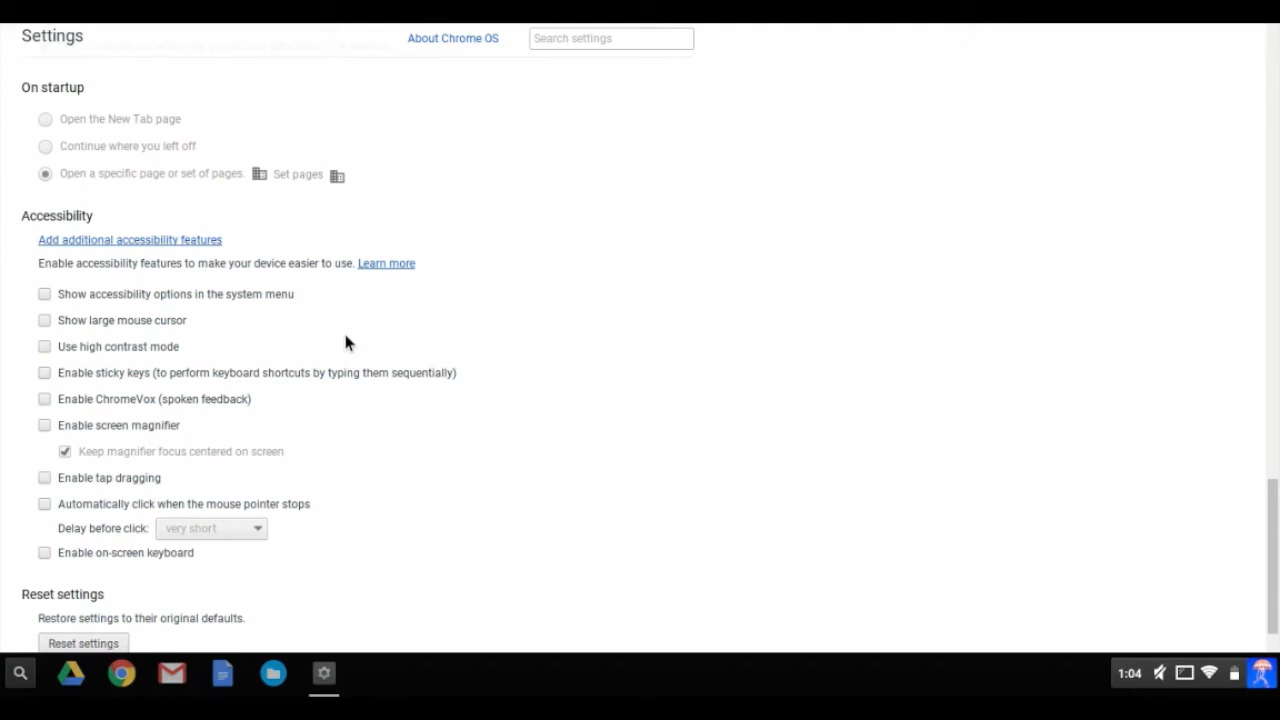 Settings
About Chrome OS
Search settings
On startup
Open the New Tab page
Continue where you left off
Open a specific page or set of pages. Set pages
Accessibility
Add additional accessibility features
Enable accessibility features to make your device easier to use. Learn more
Show accessibility options in the system menu
Show large mouse cursor
Use high contrast mode
Enable sticky keys (to perform keyboard shortcuts by typing them sequentially)
Enable ChromeVox (spoken feedback)
Enable screen magnifier
Keep magnifier focus centered on screen
Enable tap dragging
Automatically click when the mouse pointer stops
Delay before click: very short
Enable on-screen keyboard
Reset settings
Restore settings to their original defaults.
Reset settings
1:04